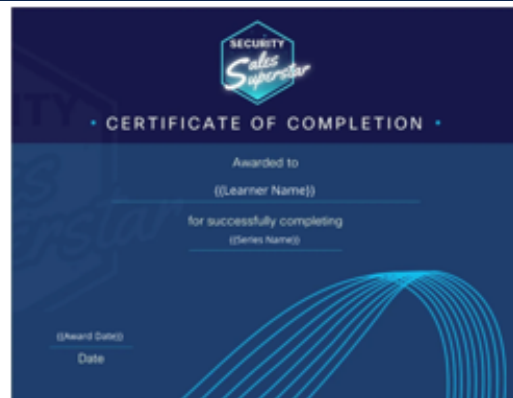 SECURITY
Sales
Superstar
• CERTIFICATE OF COMPLETION •
Awarded to
{{Learner Name}}
for successfully completing
{{Series Name}}
{{Award Date}}
Date